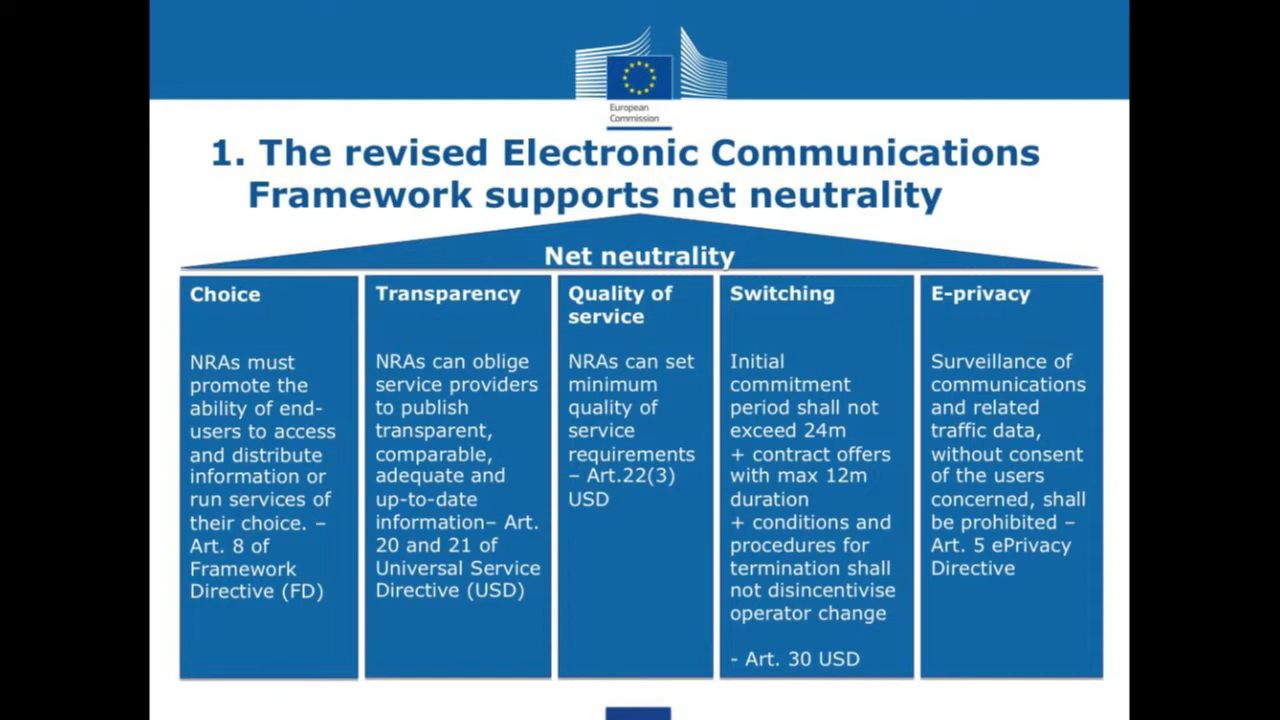 European
Commission
1. The revised Electronic Communications
Framework supports net neutrality
Net neutrality
Choice
NRAs must
promote the
ability of end-
users to access
and distribute
information or
run services of
their choice. –
Art. 8 of
Framework
Directive (FD)
Transparency
NRAs can oblige
service providers
to publish
transparent,
comparable,
adequate and
up-to-date
information– Art.
20 and 21 of
Universal Service
Directive (USD)
Quality of
service
NRAs can set
minimum
quality of
service
requirements
– Art.22(3)
USD
Switching
Initial
commitment
period shall not
exceed 24m
+ contract offers
with max 12m
duration
+ conditions and
procedures for
termination shall
not disincentivise
operator change
- Art. 30 USD
E-privacy
Surveillance of
communications
and related
traffic data,
without consent
of the users
concerned, shall
be prohibited –
Art. 5 ePrivacy
Directive